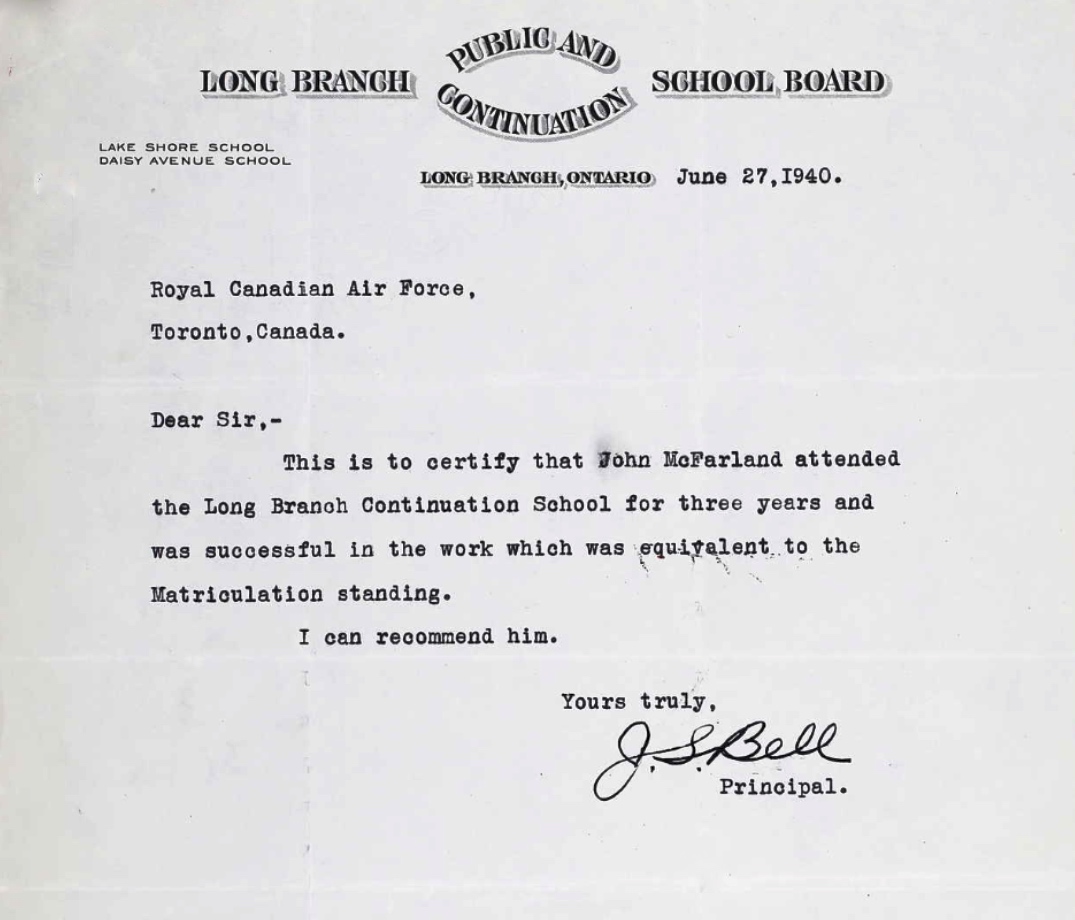 LONG BRANCH PUBLIC AND CONTINUATION SCHOOL BOARD
LAKE SHORE SCHOOL
DAISY AVENUE SCHOOL
LONG BRANCH, ONTARIO June 27,1940.
Royal Canadian Air Force,
Toronto,Canada.
Dear Sir,-
This is to certify that John McFarland attended
the Long Branch Continuation School for three years and
was successful in the work which was equivalent to the
Matriculation standing.
I can recommend him.
Yours truly,
J. S. Bell
Principal.